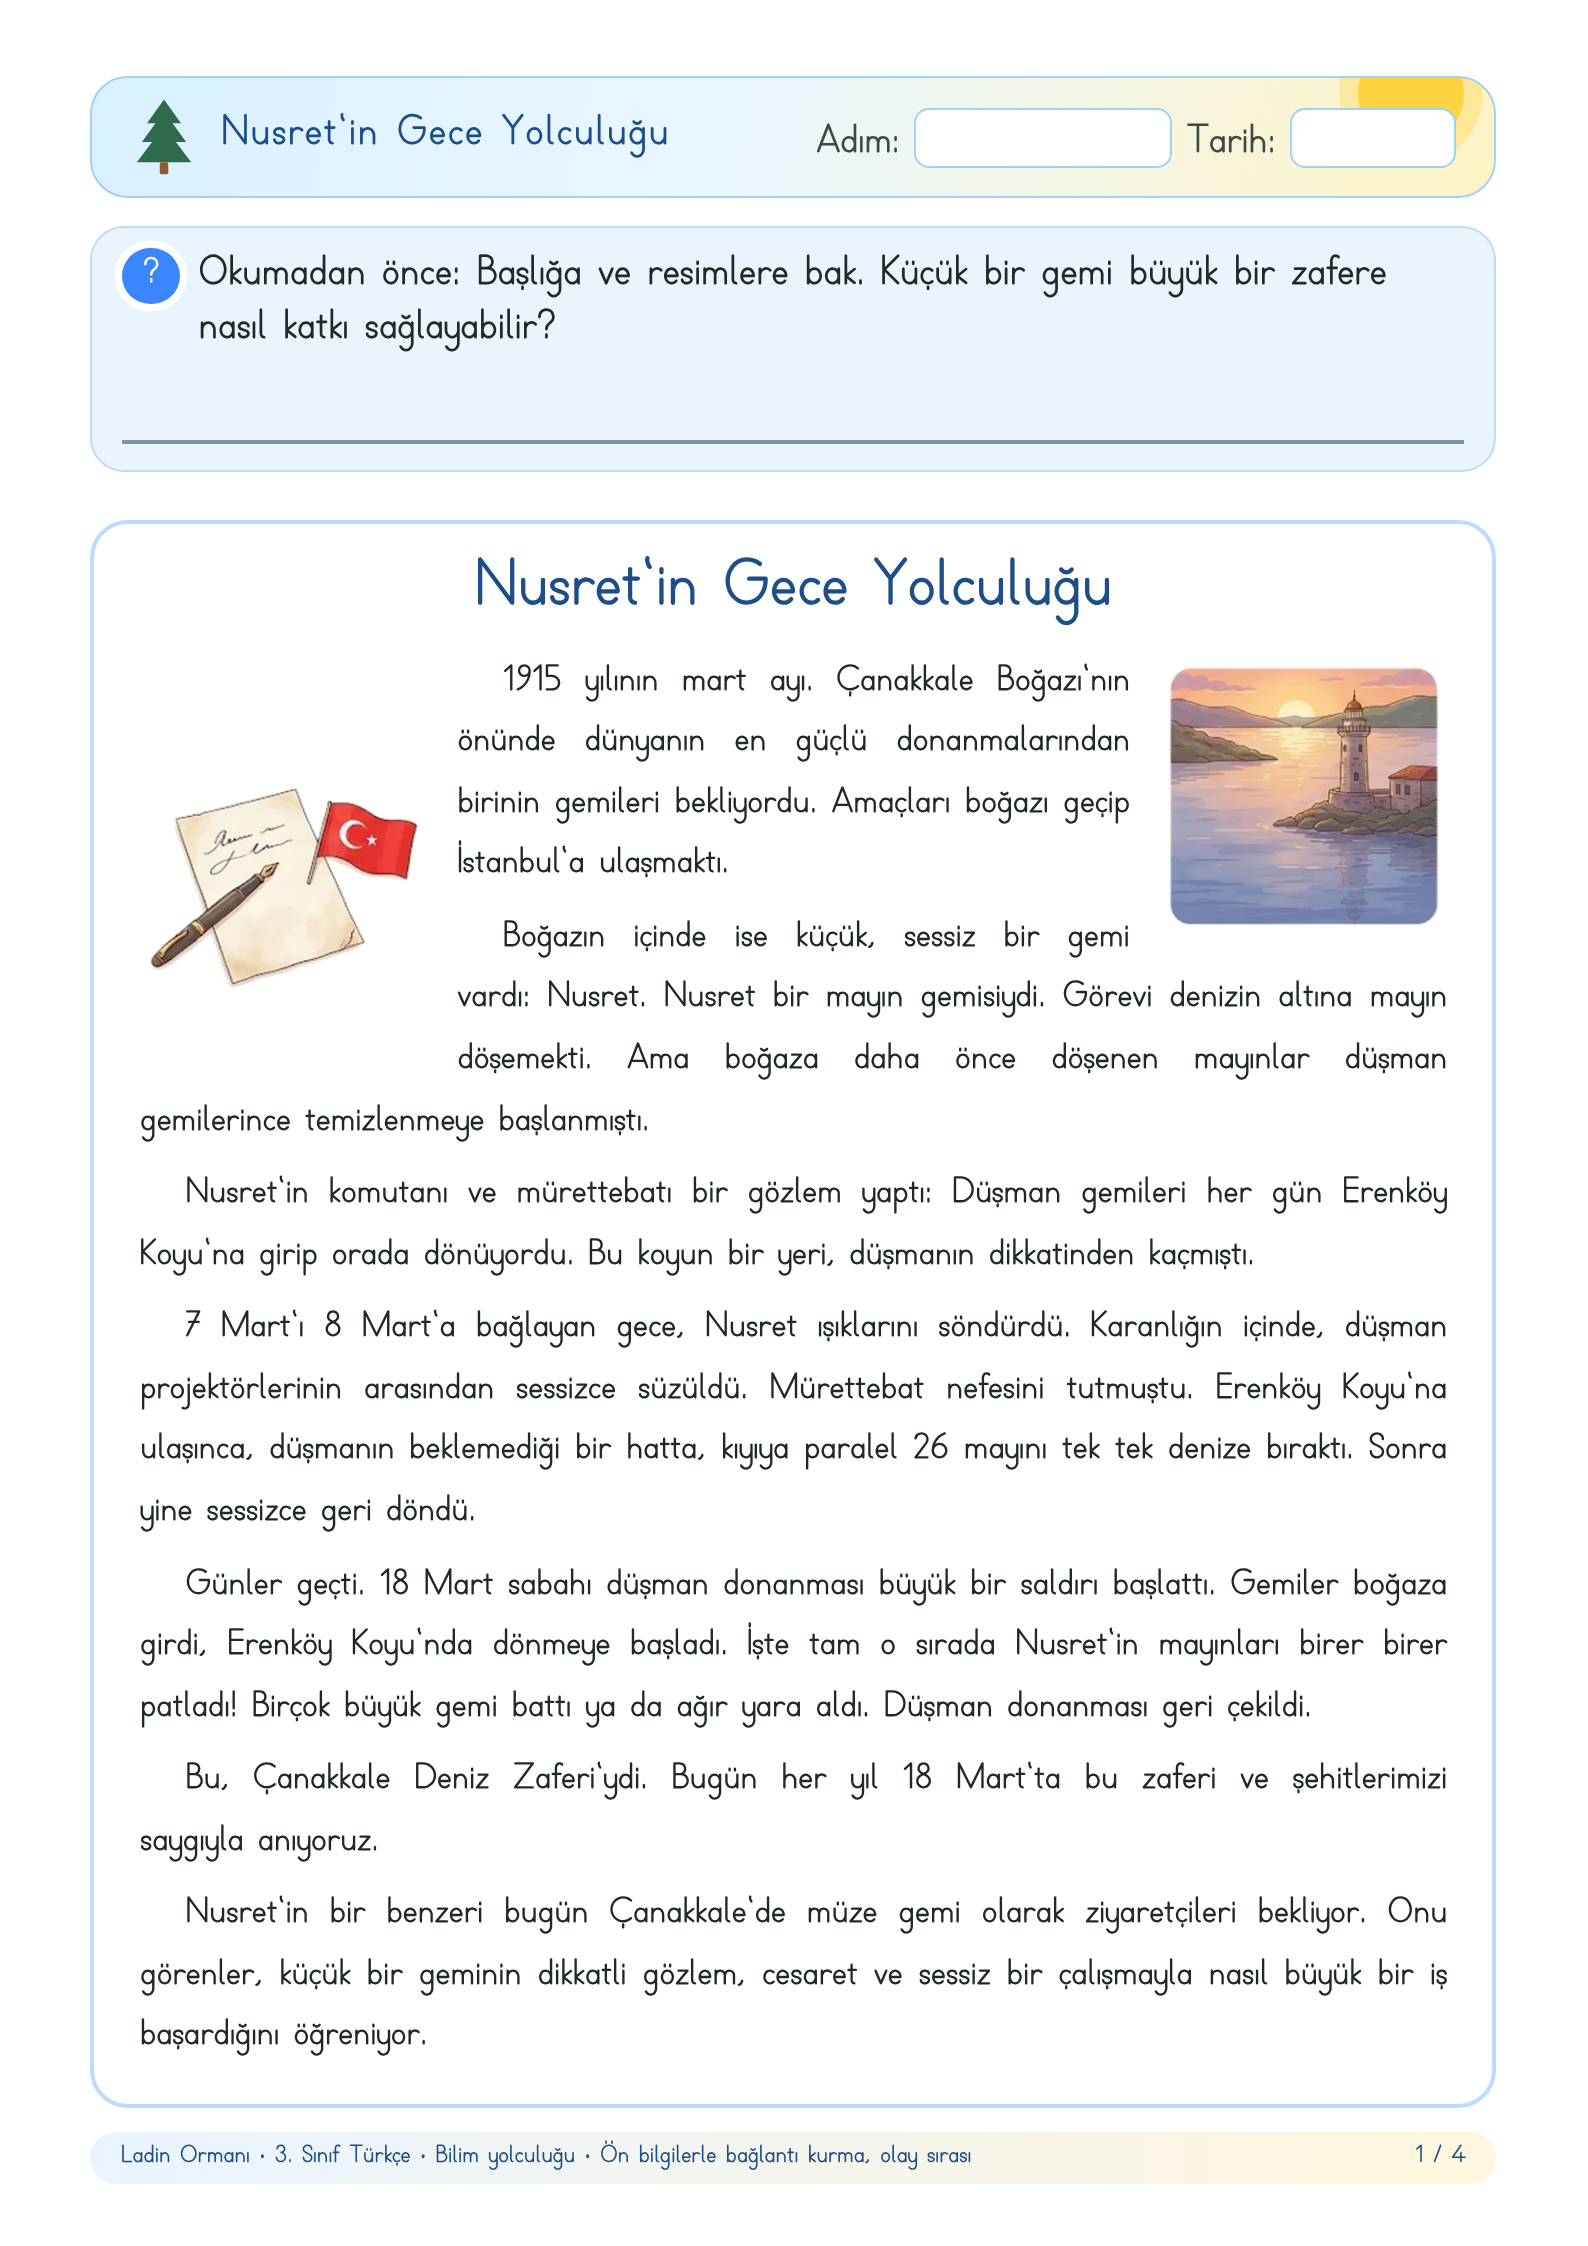 Nusret'in Gece Yolculuğu
Adım:
Tarih:
? Okumadan önce: Başlığa ve resimlere bak. Küçük bir gemi büyük bir zafere
nasıl katkı sağlayabilir?
Nusret'in Gece Yolculuğu
1915 yılının mart ayı. Çanakkale Boğazı'nın
önünde dünyanın en güçlü donanmalarından
birinin gemileri bekliyordu. Amaçları boğazı geçip
İstanbul'a ulaşmaktı.
Boğazın içinde ise küçük, sessiz bir gemi
vardı: Nusret. Nusret bir mayın gemisiydi. Görevi denizin altına mayın
döşemekti. Ama boğaza daha önce döşenen mayınlar düşman
gemilerince temizlenmeye başlanmıştı.
Nusret'in komutanı ve mürettebatı bir gözlem yaptı: Düşman gemileri her gün Erenköy
Koyu'na girip orada dönüyordu. Bu koyun bir yeri, düşmanın dikkatinden kaçmıştı.
7 Mart'ı 8 Mart'a bağlayan gece, Nusret ışıklarını söndürdü. Karanlığın içinde, düşman
projektörlerinin arasından sessizce süzüldü. Mürettebat nefesini tutmuştu. Erenköy Koyu'na
ulaşınca, düşmanın beklemediği bir hatta, kıyıya paralel 26 mayını tek tek denize bıraktı. Sonra
yine sessizce geri döndü.
Günler geçti. 18 Mart sabahı düşman donanması büyük bir saldırı başlattı. Gemiler boğaza
girdi, Erenköy Koyu'nda dönmeye başladı. İşte tam o sırada Nusret'in mayınları birer birer
patladı! Birçok büyük gemi battı ya da ağır yara aldı. Düşman donanması geri çekildi.
Bu, Çanakkale Deniz Zaferi'ydi. Bugün her yıl 18 Mart'ta bu zaferi ve şehitlerimizi
saygıyla anıyoruz.
Nusret'in bir benzeri bugün Çanakkale'de müze gemi olarak ziyaretçileri bekliyor. Onu
görenler, küçük bir geminin dikkatli gözlem, cesaret ve sessiz bir çalışmayla nasıl büyük bir iş
başardığını öğreniyor.
Ladin Ormanı • 3. Sınıf Türkçe • Bilim yolculuğu • Ön bilgilerle bağlantı kurma, olay sırası
1 / 4